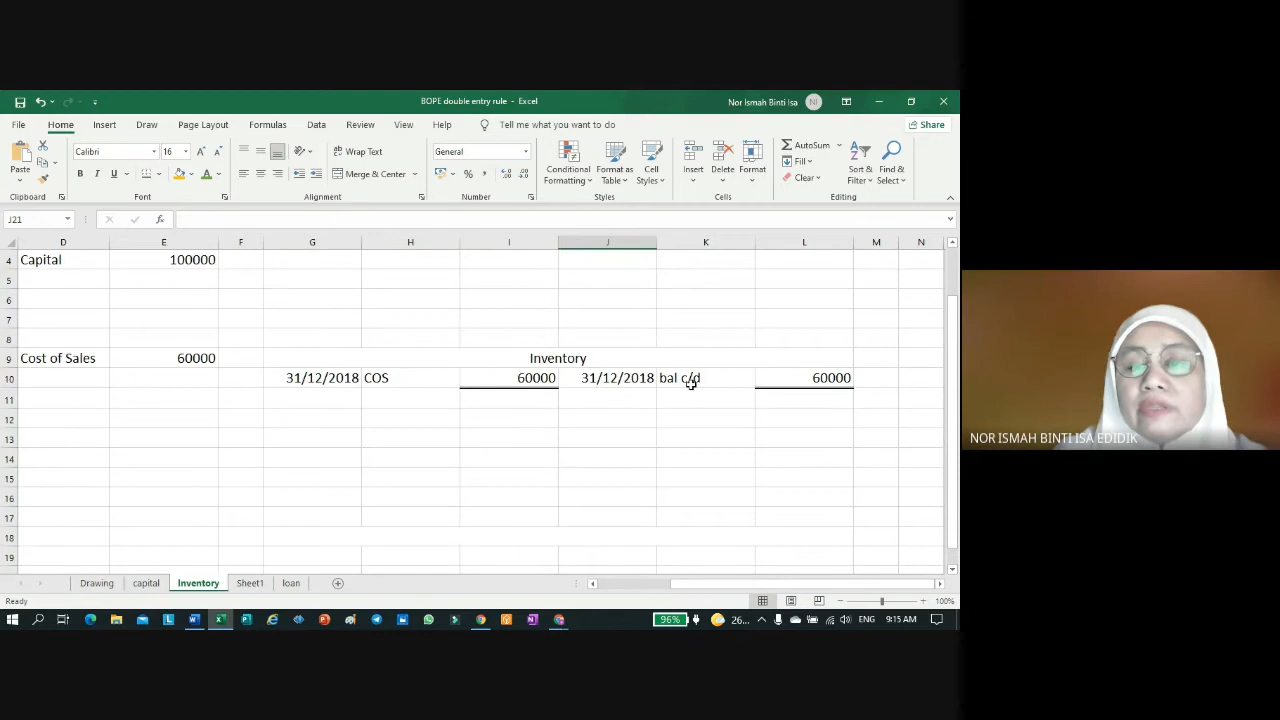 BOPE double entry rule - Excel
Nor Ismah Binti Isa NI
File Home Insert Draw Page Layout Formulas Data Review View Help Tell me what you want to do Share
Paste
Calibri 16
B I U
Wrap Text
Merge & Center
General
Conditional Formatting
Format as Table
Cell Styles
Insert
Delete
Format
AutoSum
Fill
Clear
Sort & Filter
Find & Select
Clipboard Font Alignment Number Styles Cells Editing
J21 fx
D E F G H I J K L M N
4 Capital 100000
5
6
7
8
9 Cost of Sales 60000 Inventory
10 31/12/2018 COS 60000 31/12/2018 bal c/d 60000
11
12
13
14
15
16
17
18
19
Drawing capital Inventory Sheet1 loan
Ready 100%
96% 26... ENG 9:15 AM
NOR ISMAH BINTI ISA EDIDIK